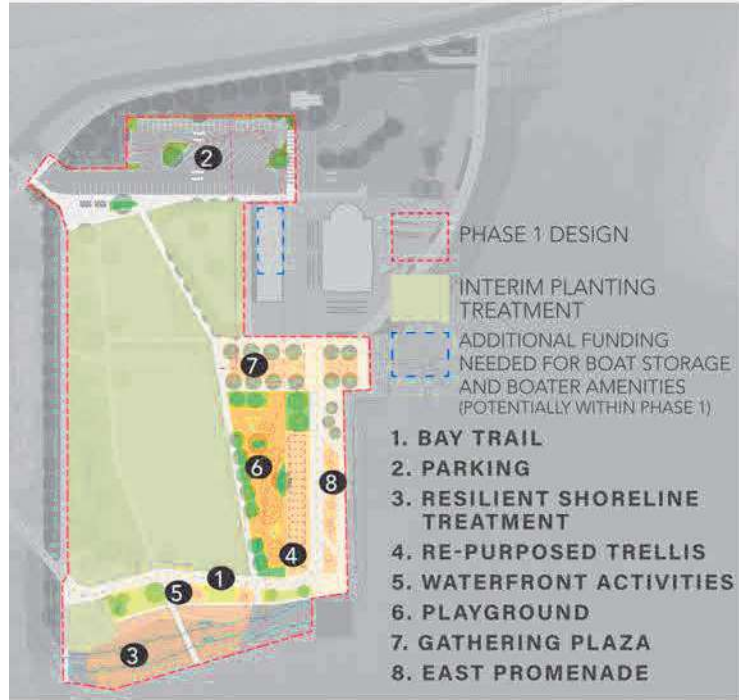 2
7
6
8
4
1
5
3
PHASE 1 DESIGN
INTERIM PLANTING
TREATMENT
ADDITIONAL FUNDING
NEEDED FOR BOAT STORAGE
AND BOATER AMENITIES
(POTENTIALLY WITHIN PHASE 1)
1. BAY TRAIL
2. PARKING
3. RESILIENT SHORELINE
TREATMENT
4. RE-PURPOSED TRELLIS
5. WATERFRONT ACTIVITIES
6. PLAYGROUND
7. GATHERING PLAZA
8. EAST PROMENADE